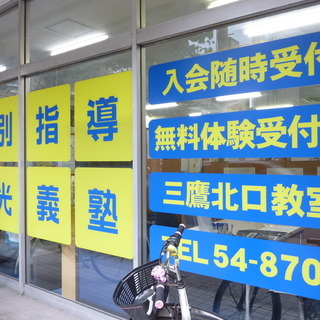 別指導
光義塾
入会随時受付
無料体験受付
三鷹北口教室
TEL 54-870